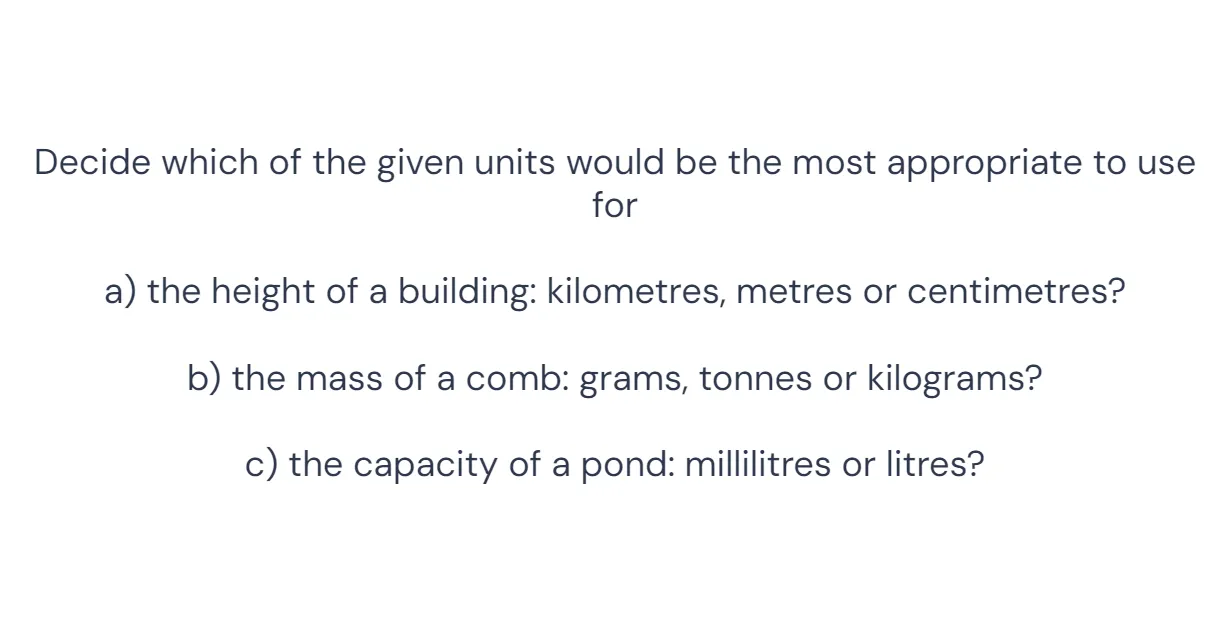 Decide which of the given units would be the most appropriate to use
for
a) the height of a building: kilometres, metres or centimetres?
b) the mass of a comb: grams, tonnes or kilograms?
c) the capacity of a pond: millilitres or litres?